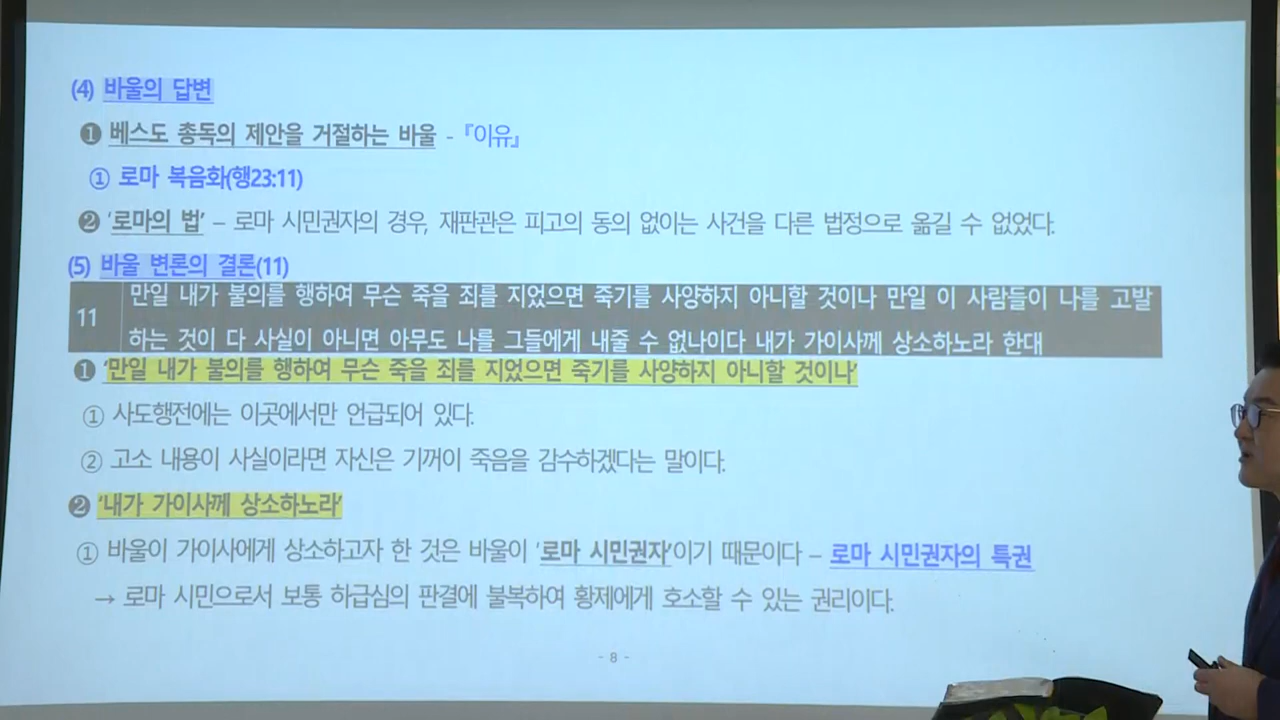 (4) 바울의 답변
❶ 베스도 총독의 제안을 거절하는 바울 - 『이유』
① 로마 복음화(행23:11)
❷ '로마의 법' – 로마 시민권자의 경우, 재판관은 피고의 동의 없이는 사건을 다른 법정으로 옮길 수 없었다.
(5) 바울 변론의 결론(11)
11 만일 내가 불의를 행하여 무슨 죽을 죄를 지었으면 죽기를 사양하지 아니할 것이나 만일 이 사람들이 나를 고발
하는 것이 다 사실이 아니면 아무도 나를 그들에게 내줄 수 없나이다 내가 가이사께 상소하노라 한대
❶ '만일 내가 불의를 행하여 무슨 죽을 죄를 지었으면 죽기를 사양하지 아니할 것이나'
① 사도행전에는 이곳에서만 언급되어 있다.
② 고소 내용이 사실이라면 자신은 기꺼이 죽음을 감수하겠다는 말이다.
❷ '내가 가이사께 상소하노라'
① 바울이 가이사에게 상소하고자 한 것은 바울이 '로마 시민권자'이기 때문이다 – 로마 시민권자의 특권
→ 로마 시민으로서 보통 하급심의 판결에 불복하여 황제에게 호소할 수 있는 권리이다.
- 8 -